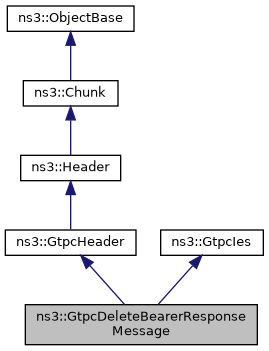 ns3::ObjectBase
ns3::Chunk
ns3::Header
ns3::GtpcHeader
ns3::GtpcIes
ns3::GtpcDeleteBearerResponse
Message